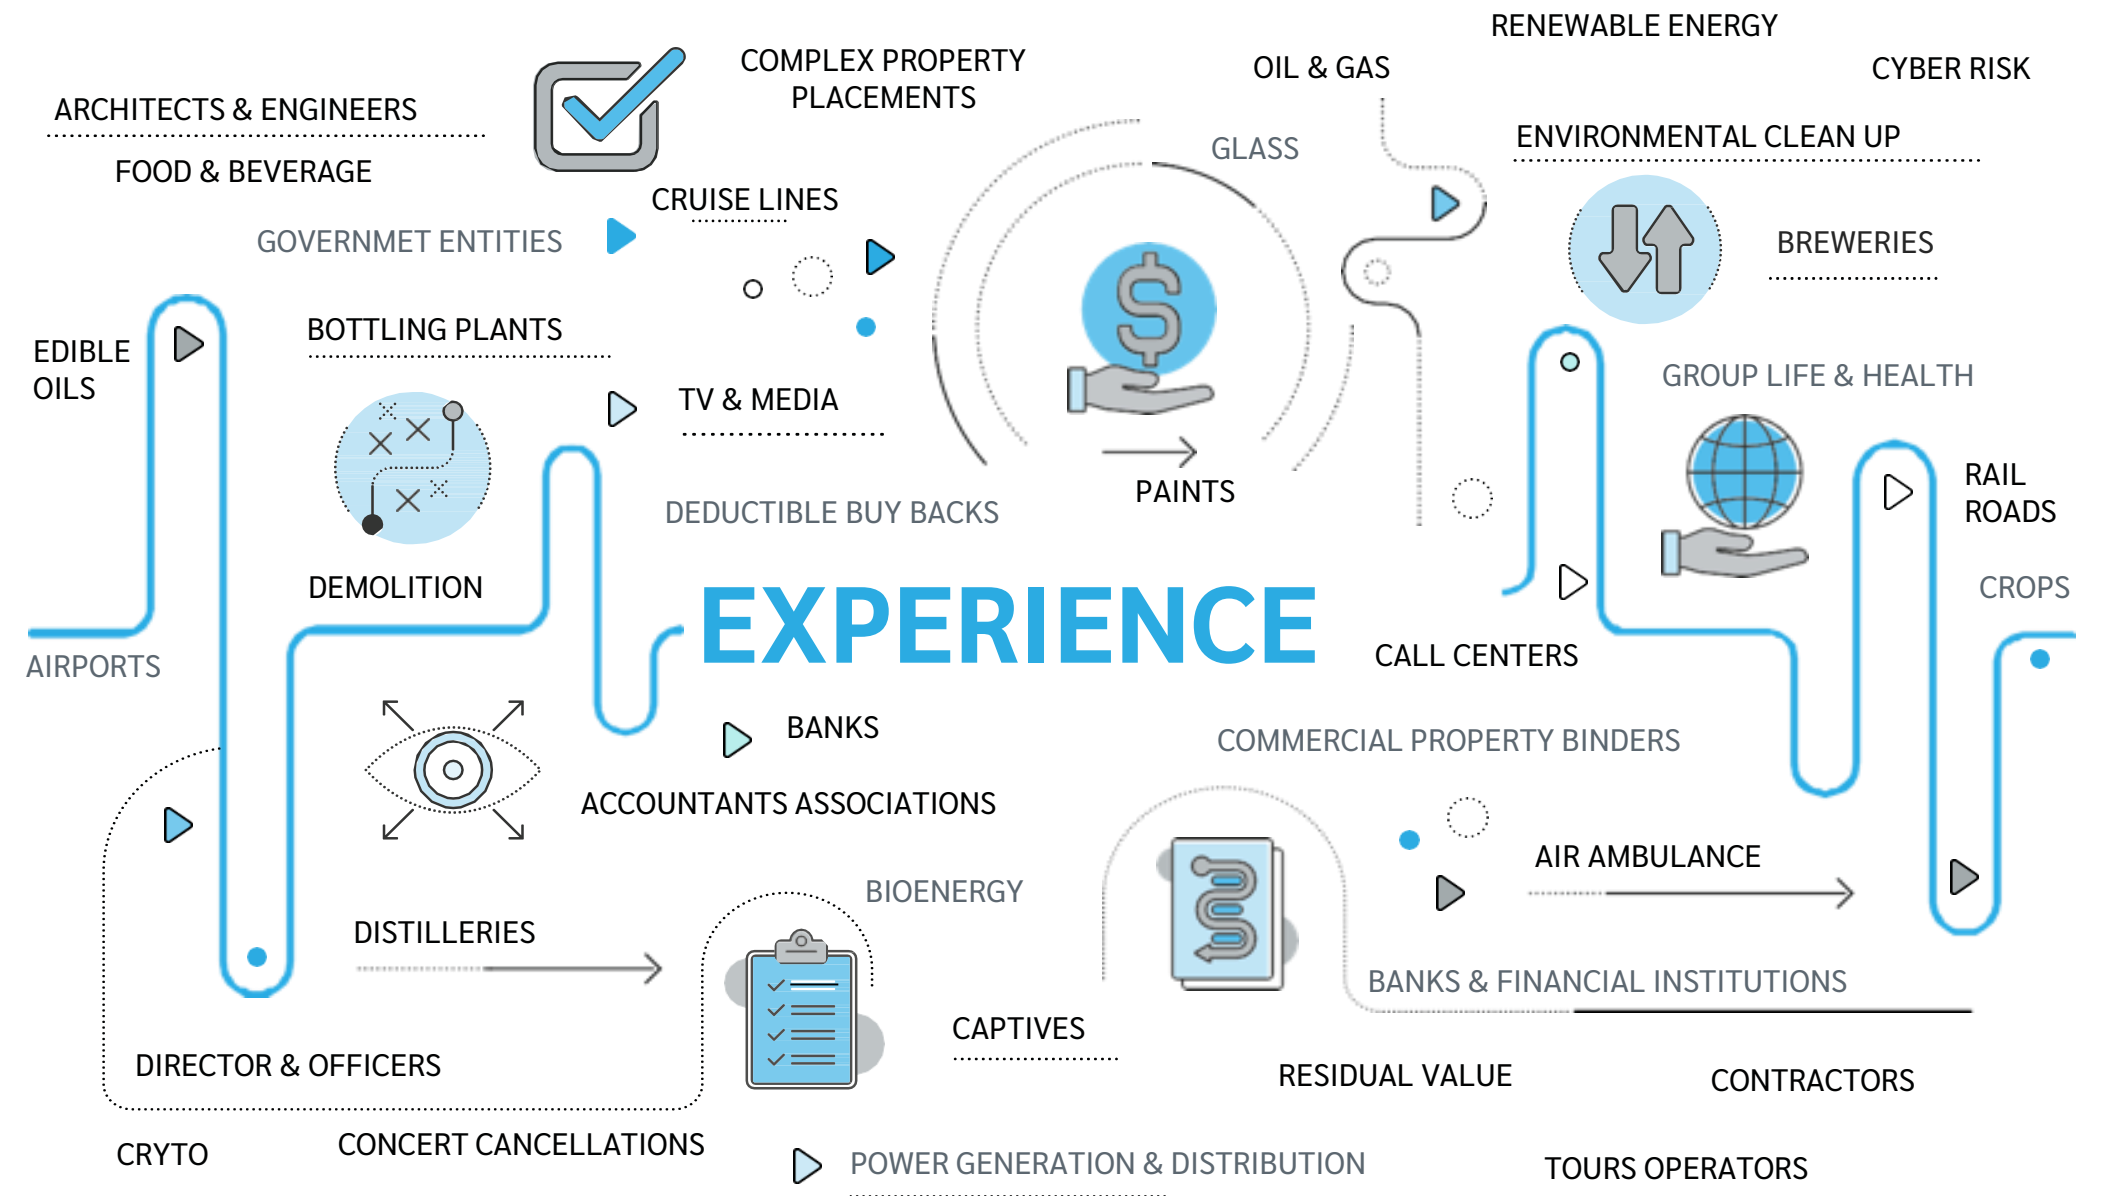 RENEWABLE ENERGY
COMPLEX PROPERTY
PLACEMENTS
OIL & GAS
CYBER RISK
ARCHITECTS & ENGINEERS
ENVIRONMENTAL CLEAN UP
GLASS
FOOD & BEVERAGE
CRUISE LINES
GOVERNMET ENTITIES
BREWERIES
BOTTLING PLANTS
EDIBLE
OILS
GROUP LIFE & HEALTH
TV & MEDIA
RAIL
ROADS
PAINTS
DEDUCTIBLE BUY BACKS
DEMOLITION
CROPS
EXPERIENCE
AIRPORTS
CALL CENTERS
BANKS
COMMERCIAL PROPERTY BINDERS
ACCOUNTANTS ASSOCIATIONS
AIR AMBULANCE
BIOENERGY
DISTILLERIES
BANKS & FINANCIAL INSTITUTIONS
CAPTIVES
DIRECTOR & OFFICERS
RESIDUAL VALUE
CONTRACTORS
CRYTO
CONCERT CANCELLATIONS
POWER GENERATION & DISTRIBUTION
TOURS OPERATORS